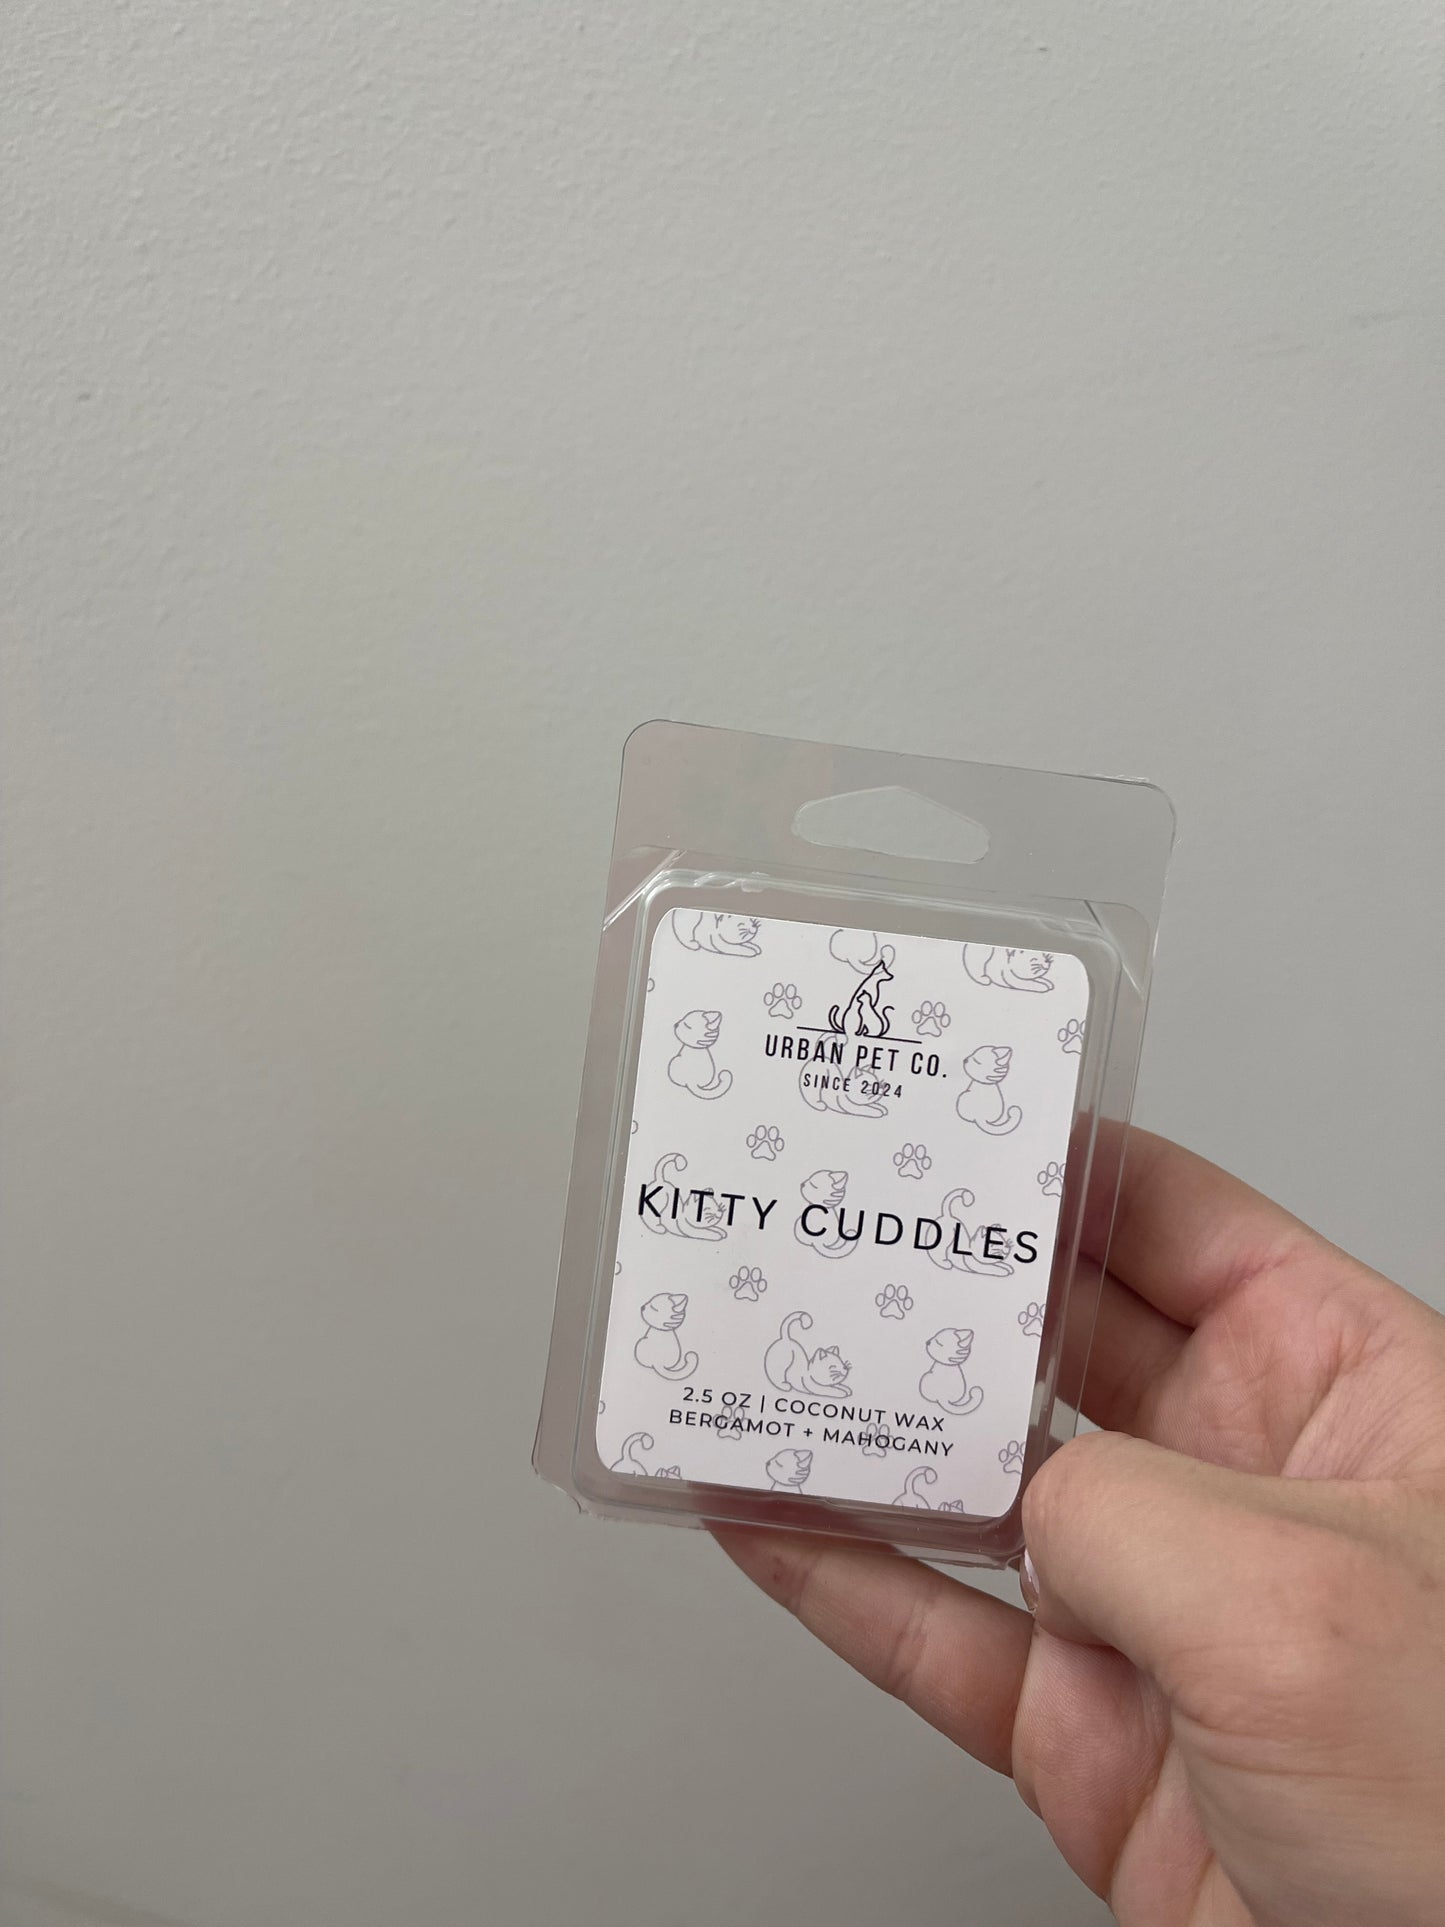 URBAN PET CO.
SINCE 2024
KITTY CUDDLES
2.5 OZ | COCONUT WAX
BERGAMOT + MAHOGANY